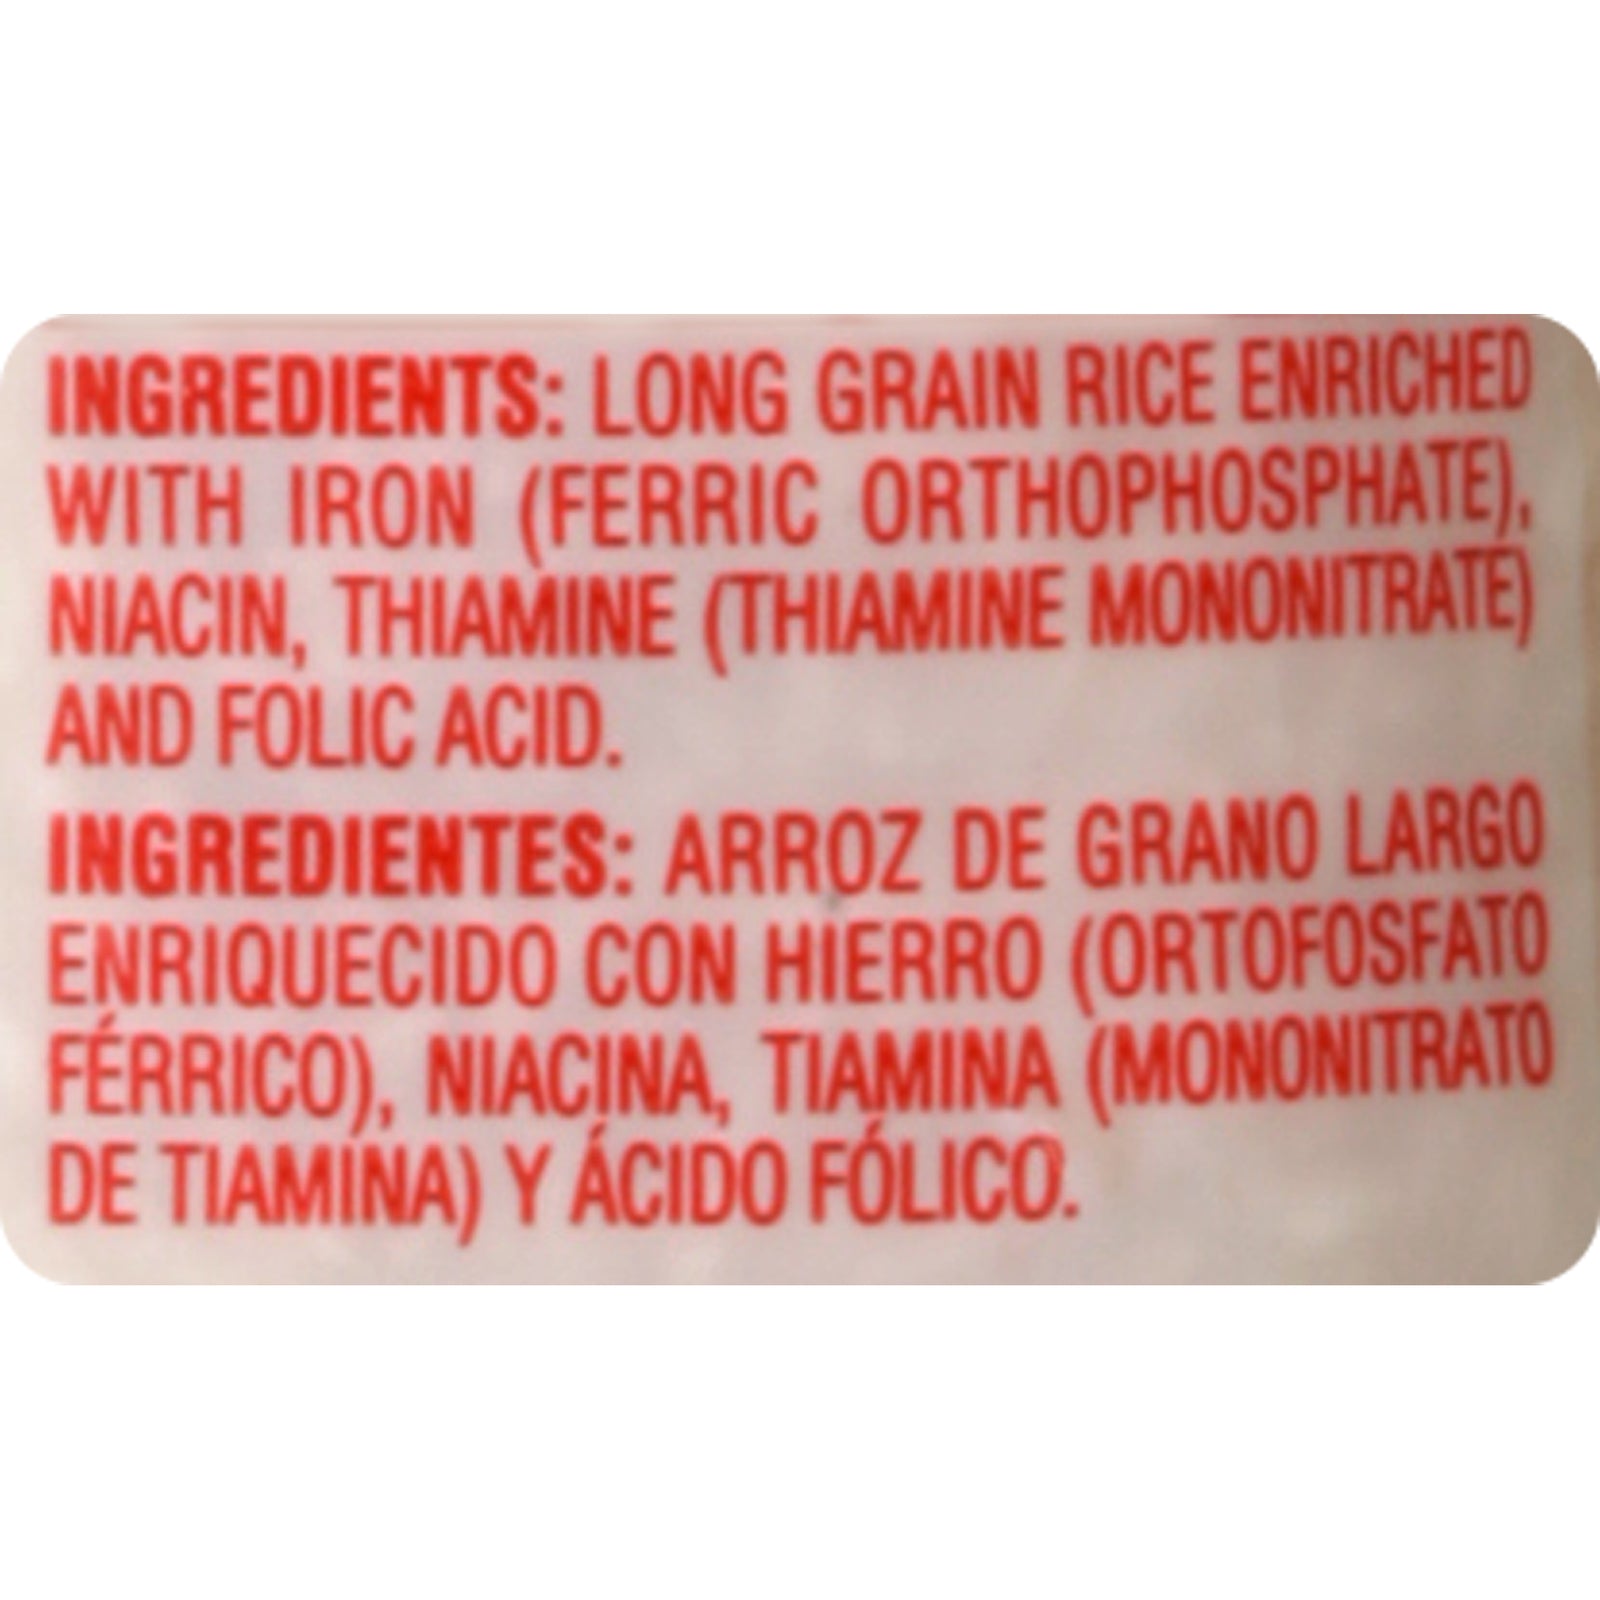 INGREDIENTS: LONG GRAIN RICE ENRICHED
WITH IRON (FERRIC ORTHOPHOSPHATE),
NIACIN, THIAMINE (THIAMINE MONONITRATE)
AND FOLIC ACID.
INGREDIENTES: ARROZ DE GRANO LARGO
ENRIQUECIDO CON HIERRO (ORTOFOSFATO
FÉRRICO), NIACINA, TIAMINA (MONONITRATO
DE TIAMINA) Y ÁCIDO FÓLICO.